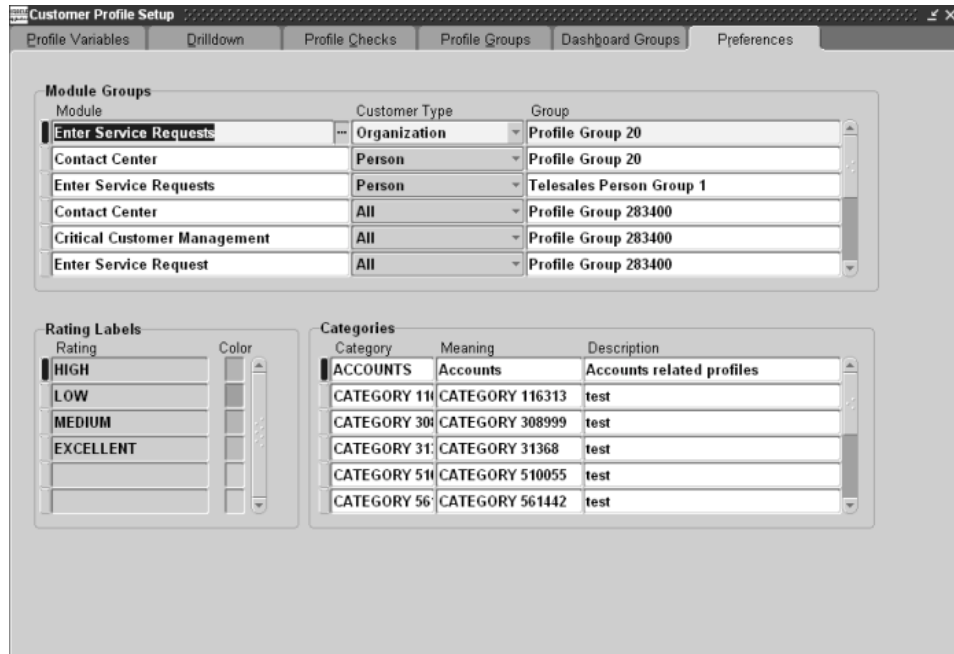 Customer Profile Setup
Profile Variables Drilldown Profile Checks Profile Groups Dashboard Groups Preferences
Module Groups
Module Customer Type Group
Enter Service Requests ... Organization Profile Group 20
Contact Center Person Profile Group 20
Enter Service Requests Person Telesales Person Group 1
Contact Center All Profile Group 283400
Critical Customer Management All Profile Group 283400
Enter Service Request All Profile Group 283400
Rating Labels
Rating Color
HIGH
LOW
MEDIUM
EXCELLENT
Categories
Category Meaning Description
ACCOUNTS Accounts Accounts related profiles
CATEGORY 116 CATEGORY 116313 test
CATEGORY 308 CATEGORY 308999 test
CATEGORY 313 CATEGORY 31368 test
CATEGORY 510 CATEGORY 510055 test
CATEGORY 561 CATEGORY 561442 test